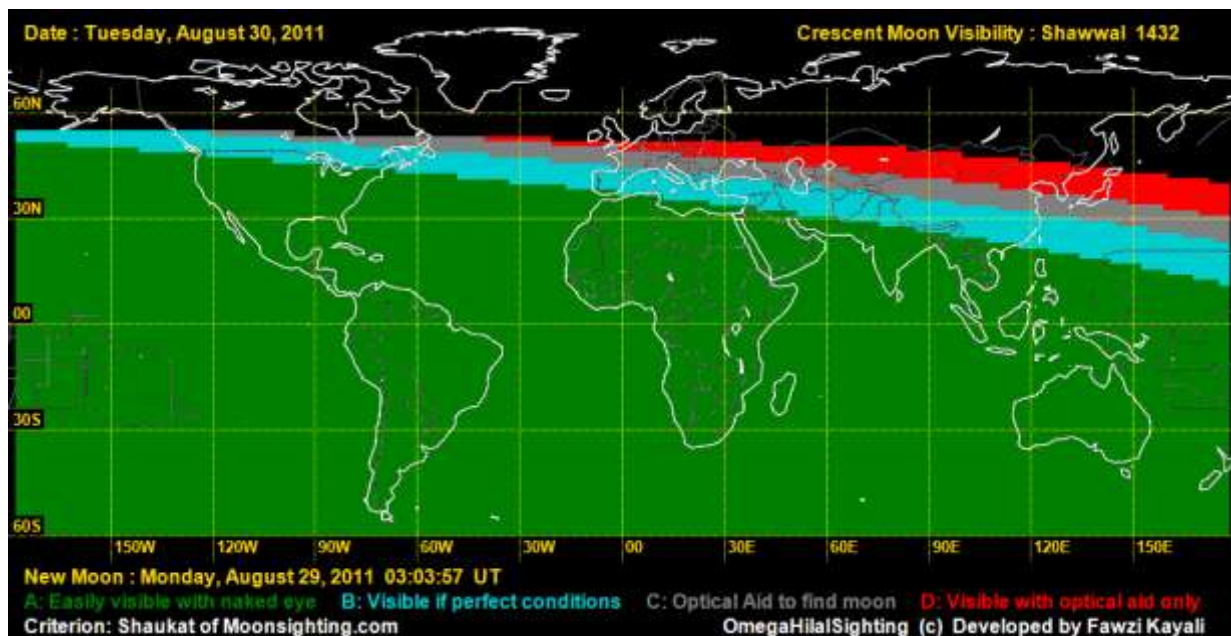 Date : Tuesday, August 30, 2011 Crescent Moon Visibility : Shawwal 1432
60N
30N
00
30S
60S
150W 120W 90W 60W 30W 00 30E 60E 90E 120E 150E
New Moon : Monday, August 29, 2011 03:03:57 UT
A: Easily visible with naked eye B: Visible if perfect conditions C: Optical Aid to find moon D: Visible with optical aid only
Criterion: Shaukat of Moonsighting.com OmegaHilalSighting (c) Developed by Fawzi Kayali